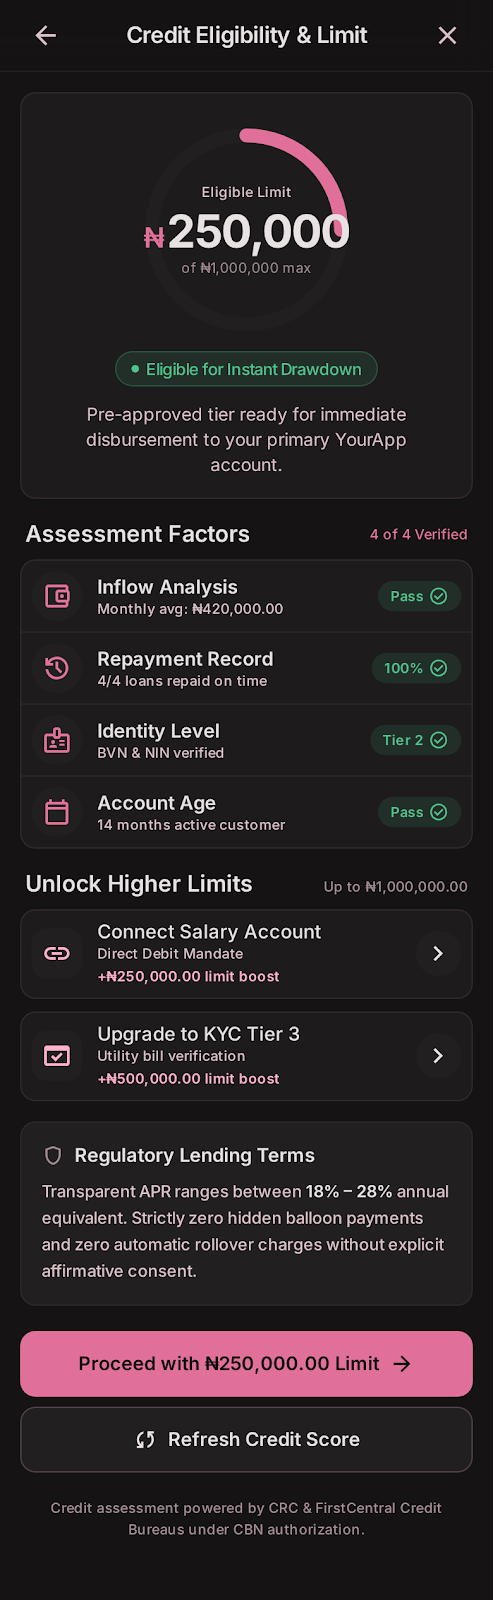 Credit Eligibility & Limit
Eligible Limit
₦250,000
of ₦1,000,000 max
Eligible for Instant Drawdown
Pre-approved tier ready for immediate
disbursement to your primary YourApp
account.
Assessment Factors
4 of 4 Verified
Inflow Analysis
Monthly avg: ₦420,000.00
Pass
Repayment Record
4/4 loans repaid on time
100%
Identity Level
BVN & NIN verified
Tier 2
Account Age
14 months active customer
Pass
Unlock Higher Limits
Up to ₦1,000,000.00
Connect Salary Account
Direct Debit Mandate
+₦250,000.00 limit boost
Upgrade to KYC Tier 3
Utility bill verification
+₦500,000.00 limit boost
Regulatory Lending Terms
Transparent APR ranges between 18% – 28% annual
equivalent. Strictly zero hidden balloon payments
and zero automatic rollover charges without explicit
affirmative consent.
Proceed with ₦250,000.00 Limit
Refresh Credit Score
Credit assessment powered by CRC & FirstCentral Credit
Bureaus under CBN authorization.